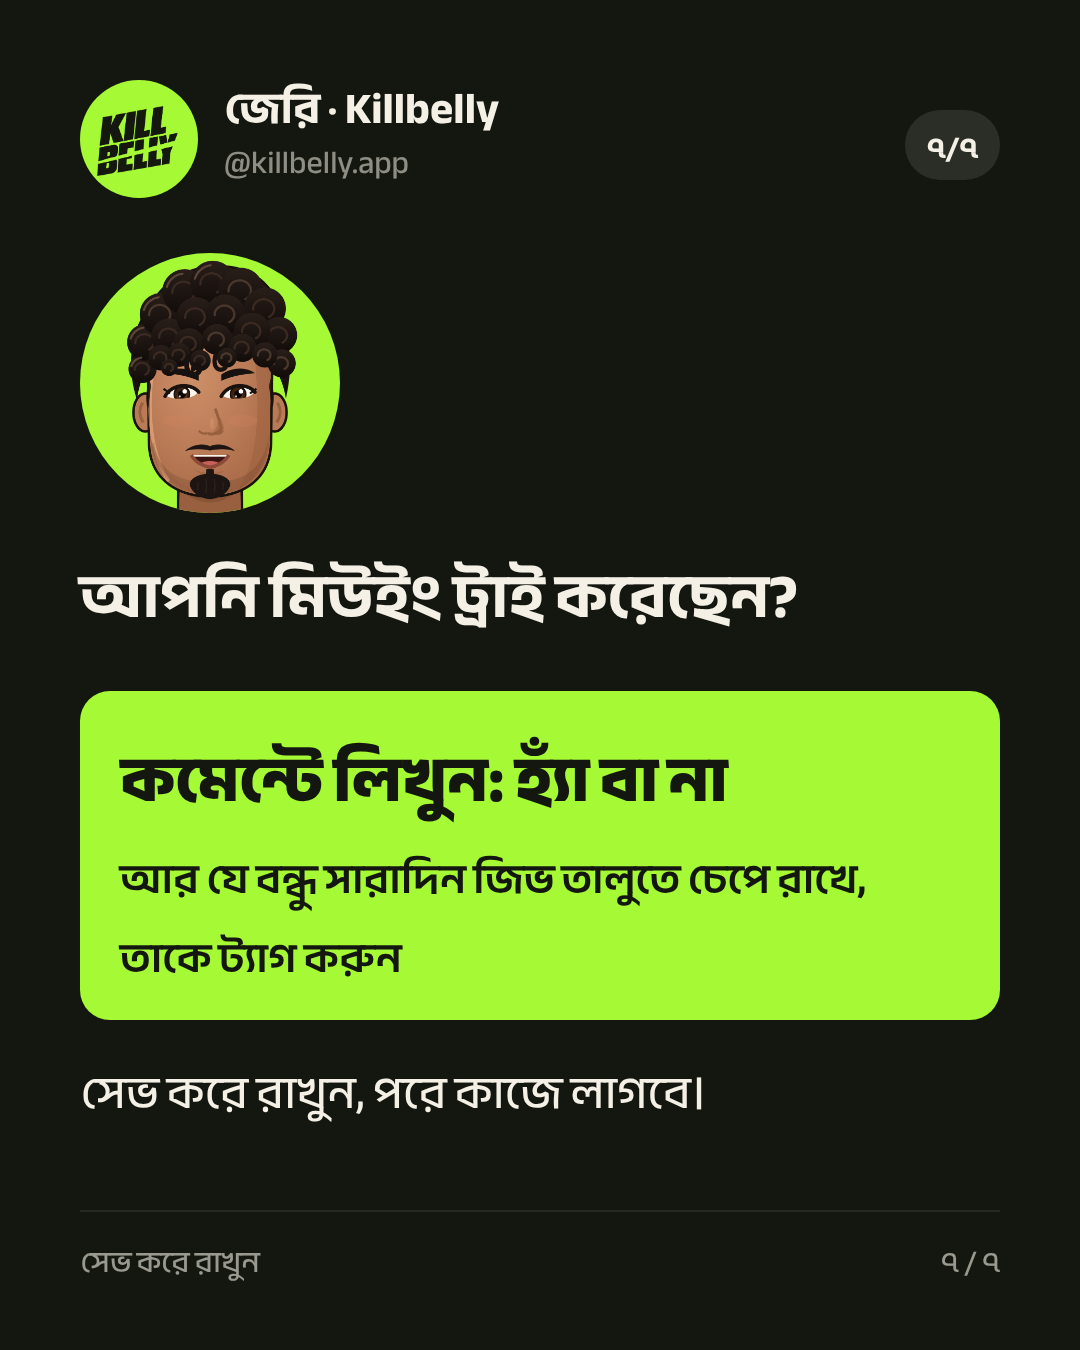 KILL
BELLY
BELLY
জেরি · Killbelly
@killbelly.app
৭/৭
আপনি মিউইং ট্রাই করেছেন?
কমেন্টে লিখুন: হ্যাঁ বা না
আর যে বন্ধু সারাদিন জিভ তালুতে চেপে রাখে,
তাকে ট্যাগ করুন
সেভ করে রাখুন, পরে কাজে লাগবে।
সেভ করে রাখুন
৭ / ৭